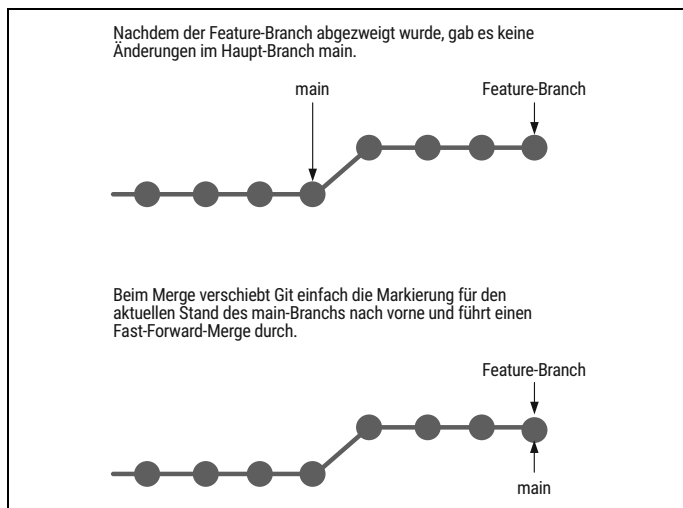 Nachdem der Feature-Branch abgezweigt wurde, gab es keine
Änderungen im Haupt-Branch main.
main
Feature-Branch
Beim Merge verschiebt Git einfach die Markierung für den
aktuellen Stand des main-Branchs nach vorne und führt einen
Fast-Forward-Merge durch.
Feature-Branch
main